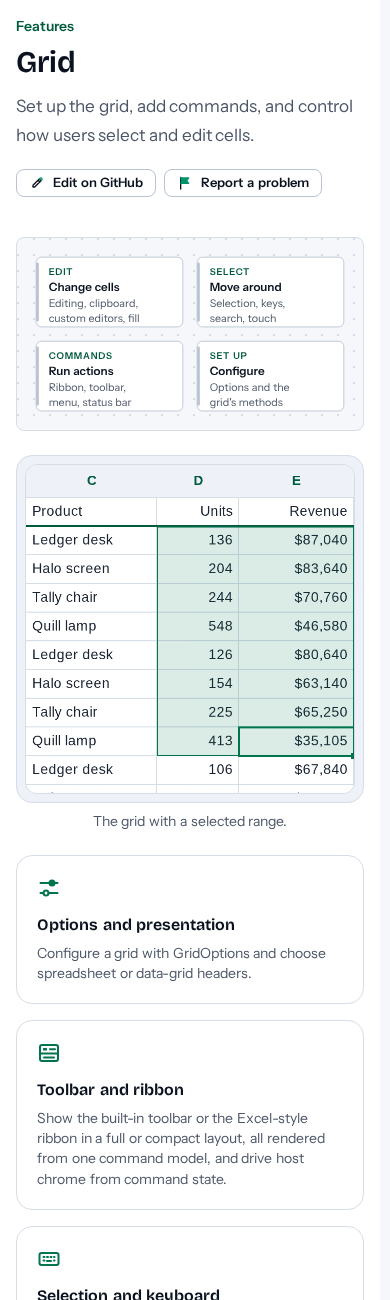 Features
Grid
Set up the grid, add commands, and control
how users select and edit cells.
Edit on GitHub
Report a problem
EDIT
Change cells
Editing, clipboard,
custom editors, fill
SELECT
Move around
Selection, keys,
search, touch
COMMANDS
Run actions
Ribbon, toolbar,
menu, status bar
SET UP
Configure
Options and the
grid's methods
C D E
Product Units Revenue
Ledger desk 136 $87,040
Halo screen 204 $83,640
Tally chair 244 $70,760
Quill lamp 548 $46,580
Ledger desk 126 $80,640
Halo screen 154 $63,140
Tally chair 225 $65,250
Quill lamp 413 $35,105
Ledger desk 106 $67,840
The grid with a selected range.
Options and presentation
Configure a grid with GridOptions and choose
spreadsheet or data-grid headers.
Toolbar and ribbon
Show the built-in toolbar or the Excel-style
ribbon in a full or compact layout, all rendered
from one command model, and drive host
chrome from command state.
Selection and keyboard